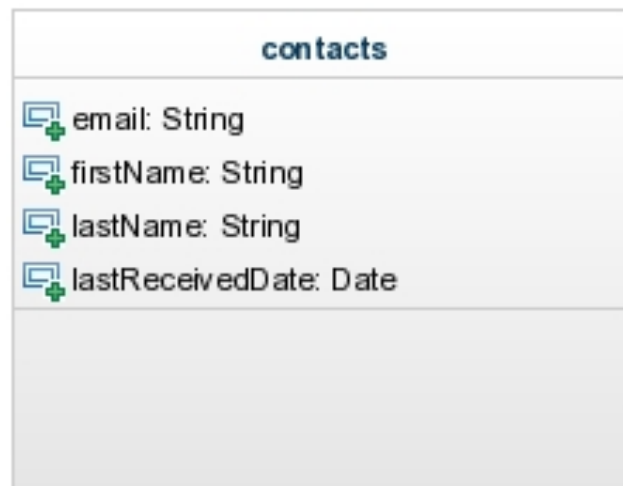 contacts
email: String
firstName: String
lastName: String
lastReceivedDate: Date